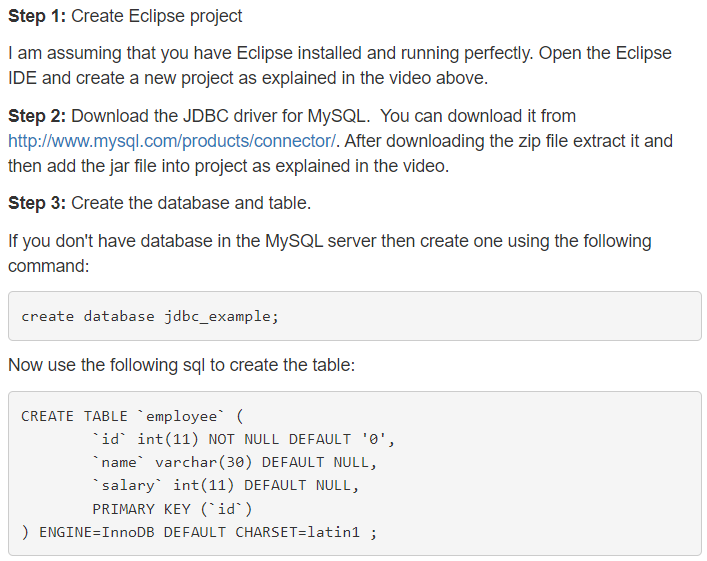 Step 1: Create Eclipse project
I am assuming that you have Eclipse installed and running perfectly. Open the Eclipse
IDE and create a new project as explained in the video above.
Step 2: Download the JDBC driver for MySQL.  You can download it from
http://www.mysql.com/products/connector/. After downloading the zip file extract it and
then add the jar file into project as explained in the video.
Step 3: Create the database and table.
If you don't have database in the MySQL server then create one using the following
command:
create database jdbc_example;
Now use the following sql to create the table:
CREATE TABLE `employee` (
        `id` int(11) NOT NULL DEFAULT '0',
        `name` varchar(30) DEFAULT NULL,
        `salary` int(11) DEFAULT NULL,
        PRIMARY KEY (`id`)
) ENGINE=InnoDB DEFAULT CHARSET=latin1 ;